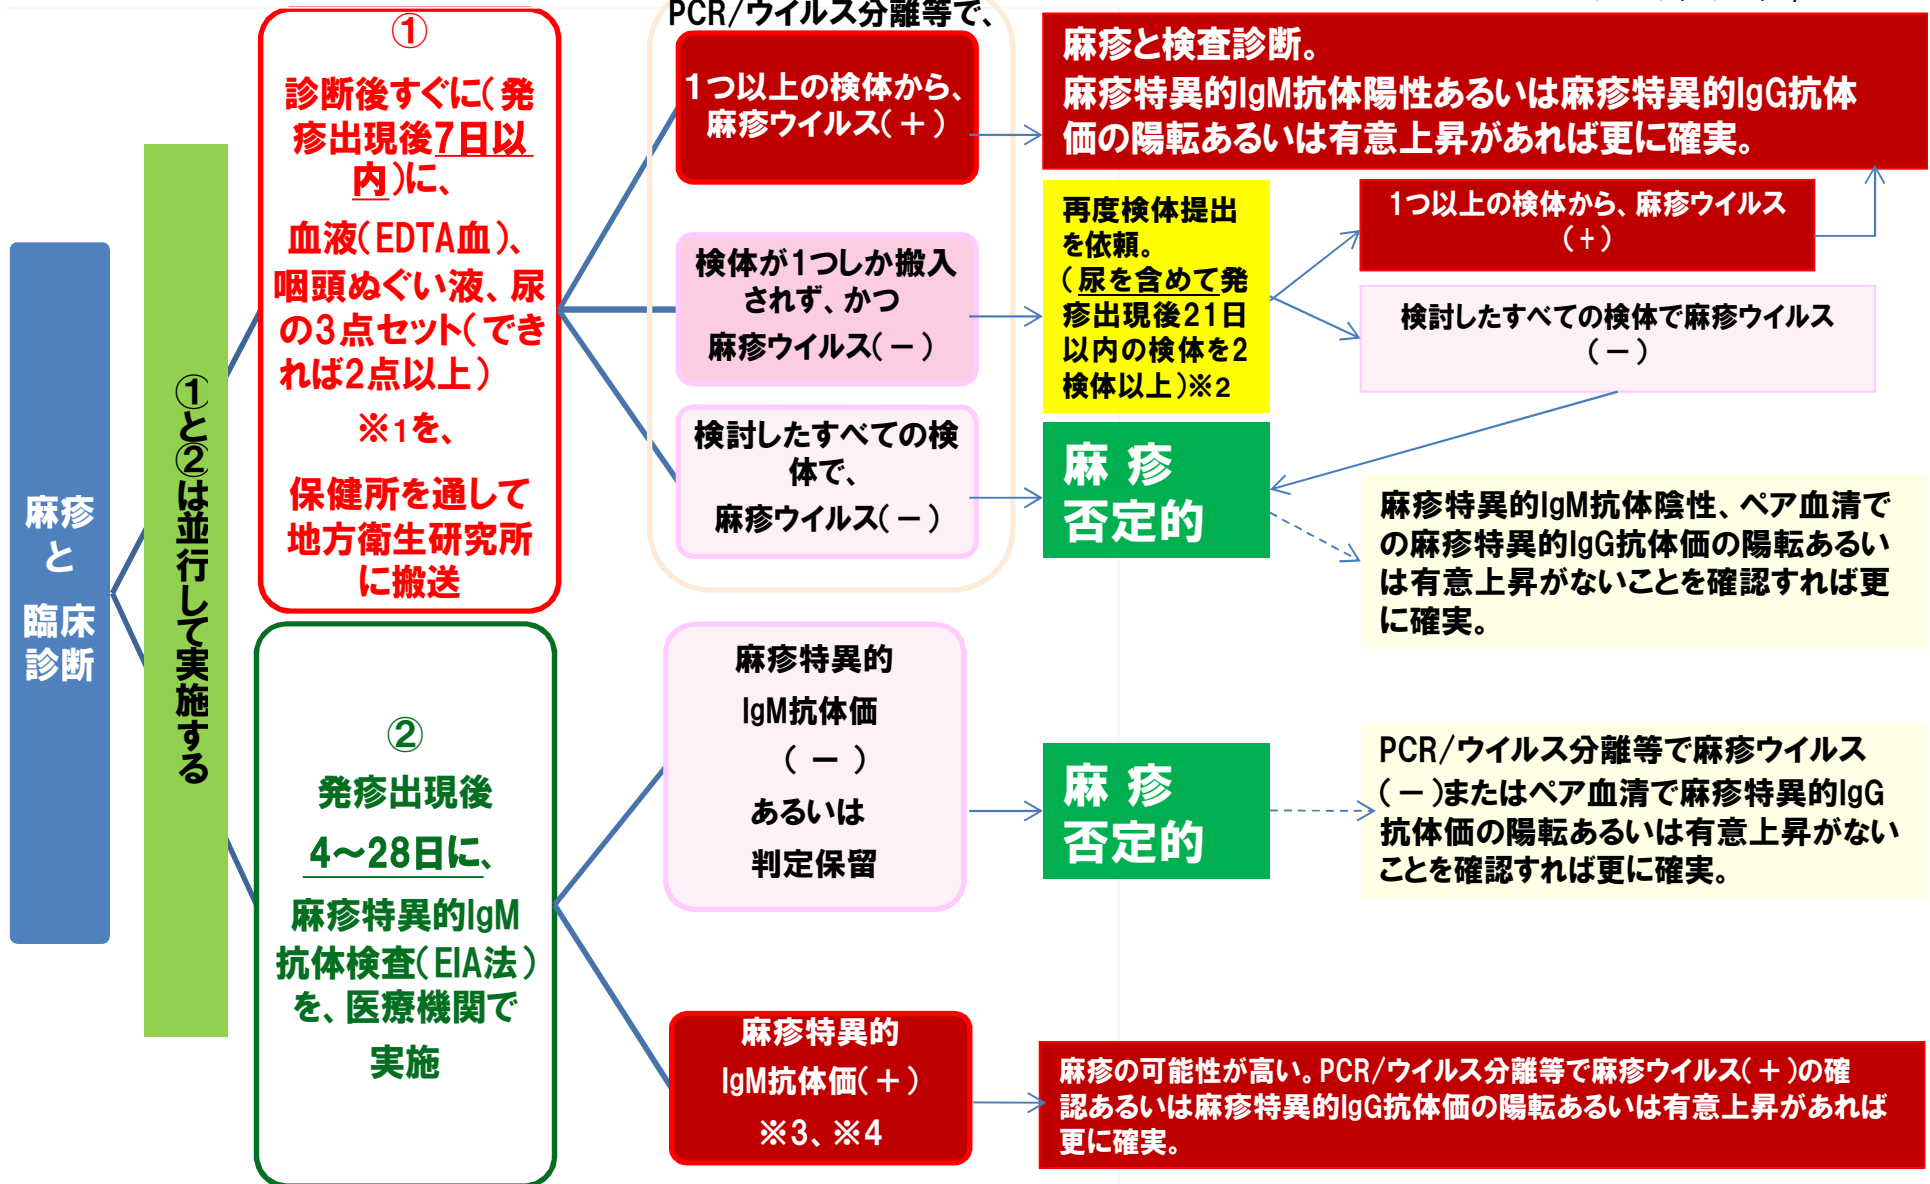 麻疹
と
臨床
診断
①と②は並行して実施する
①
診断後すぐに(発
疹出現後7日以
内)に、
血液(EDTA血)、
咽頭ぬぐい液、尿
の3点セット(でき
れば2点以上)
※1を、
保健所を通して
地方衛生研究所
に搬送
PCR/ウイルス分離等で、
1つ以上の検体から、
麻疹ウイルス(+)
麻疹と検査診断。
麻疹特異的IgM抗体陽性あるいは麻疹特異的IgG抗体
価の陽転あるいは有意上昇があれば更に確実。
検体が1つしか搬入
されず、かつ
麻疹ウイルス(-)
再度検体提出
を依頼。
(尿を含めて発
疹出現後21日
以内の検体を2
検体以上)※2
1つ以上の検体から、麻疹ウイルス
(+)
検討したすべての検体で麻疹ウイルス
(-)
検討したすべての検
体で、
麻疹ウイルス(-)
麻 疹
否定的
麻疹特異的IgM抗体陰性、ペア血清で
の麻疹特異的IgG抗体価の陽転あるい
は有意上昇がないことを確認すれば更
に確実。
②
発疹出現後
4~28日に、
麻疹特異的IgM
抗体検査(EIA法)
を、医療機関で
実施
麻疹特異的
IgM抗体価
(-)
あるいは
判定保留
麻 疹
否定的
PCR/ウイルス分離等で麻疹ウイルス
(-)またはペア血清で麻疹特異的IgG
抗体価の陽転あるいは有意上昇がない
ことを確認すれば更に確実。
麻疹特異的
IgM抗体価(+)
※3、※4
麻疹の可能性が高い。PCR/ウイルス分離等で麻疹ウイルス(+)の確
認あるいは麻疹特異的IgG抗体価の陽転あるいは有意上昇があれば
更に確実。